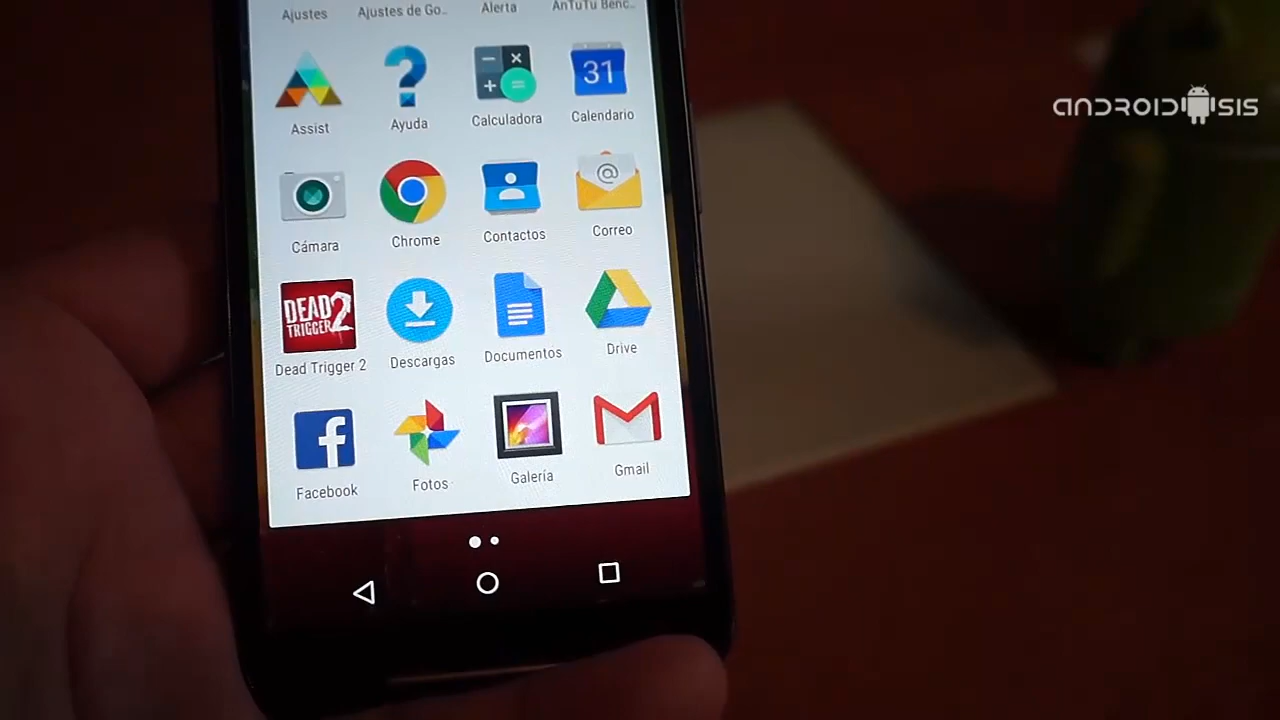 Ajustes Ajustes de Go.. Alerta AnTuTu Benc..
ANDROIDSIS
31
Assist Ayuda Calculadora Calendario
@
Cámara Chrome Contactos Correo
DEAD
TRIGGER 2
Dead Trigger 2 Descargas Documentos Drive
f
M
Facebook Fotos Galería Gmail